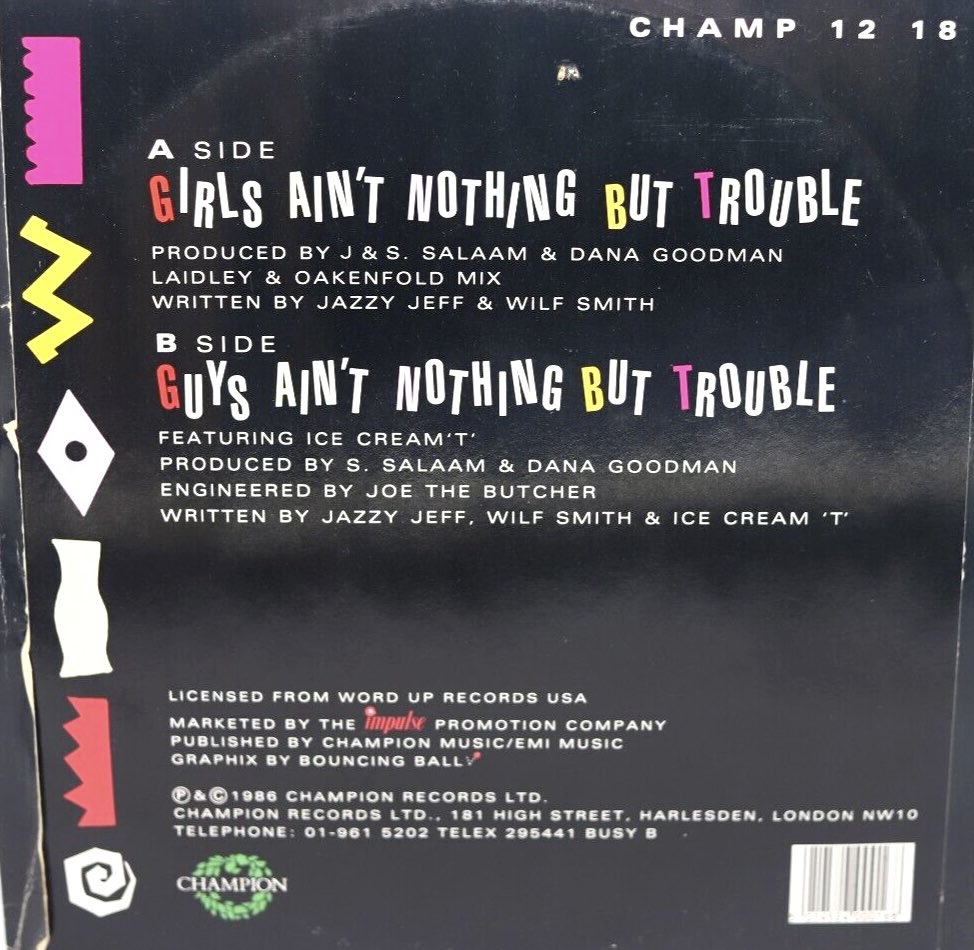 CHAMP 12 18
A SIDE
GIRLS AIN'T NOTHING BUT TROUBLE
PRODUCED BY J & S. SALAAM & DANA GOODMAN
LAIDLEY & OAKENFOLD MIX
WRITTEN BY JAZZY JEFF & WILF SMITH
B SIDE
GUYS AIN'T NOTHING BUT TROUBLE
FEATURING ICE CREAM 'T'
PRODUCED BY S. SALAAM & DANA GOODMAN
ENGINEERED BY JOE THE BUTCHER
WRITTEN BY JAZZY JEFF, WILF SMITH & ICE CREAM 'T'
LICENSED FROM WORD UP RECORDS USA
MARKETED BY THE impulse PROMOTION COMPANY
PUBLISHED BY CHAMPION MUSIC/EMI MUSIC
GRAPHIX BY BOUNCING BALL
Ⓟ&©1986 CHAMPION RECORDS LTD.
CHAMPION RECORDS LTD., 181 HIGH STREET, HARLESDEN, LONDON NW10
TELEPHONE: 01-961 5202 TELEX 295441 BUSY B
CHAMPION